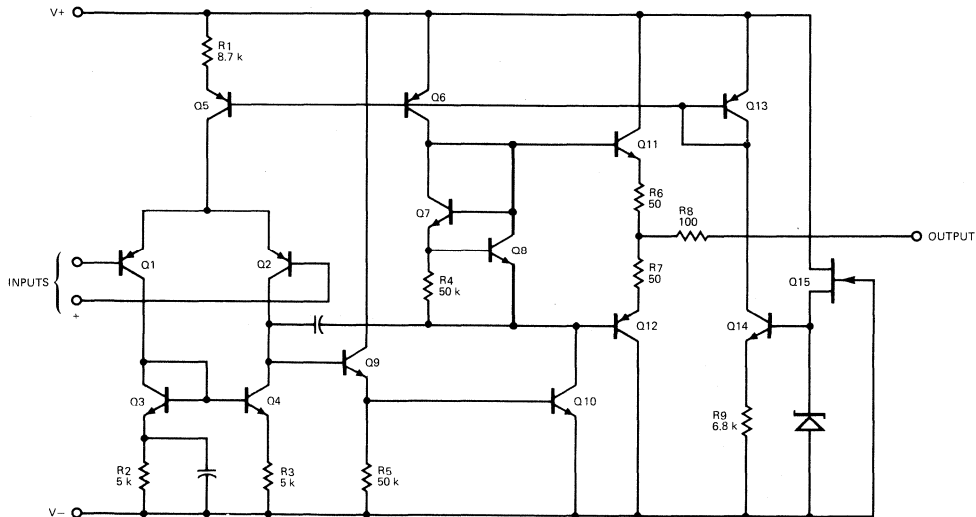 V+
R1
8.7 k
Q5
Q6
Q13
Q11
R6
50
R8
100
OUTPUT
Q7
Q8
Q1
Q2
INPUTS
+
R4
50 k
R7
50
Q15
Q12
Q14
Q9
Q3
Q4
Q10
R9
6.8 k
R2
5 k
R3
5 k
R5
50 k
V−